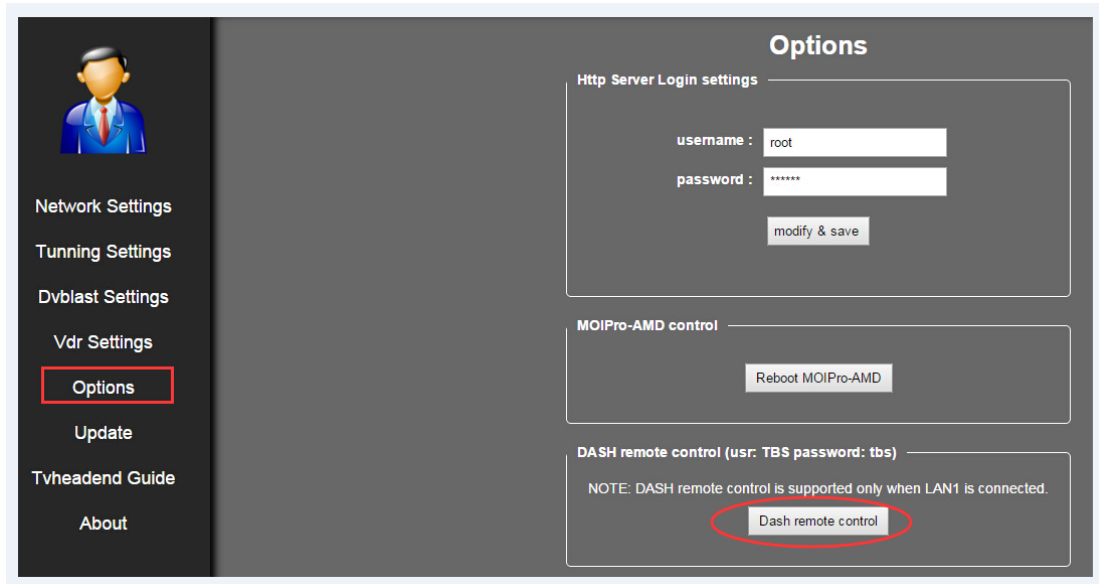 Options
Http Server Login settings
username :
root
password :
******
modify & save
Network Settings
Tunning Settings
Dvblast Settings
Vdr Settings
Options
Update
Tvheadend Guide
About
MOIPro-AMD control
Reboot MOIPro-AMD
DASH remote control (usr: TBS password: tbs)
NOTE: DASH remote control is supported only when LAN1 is connected.
Dash remote control